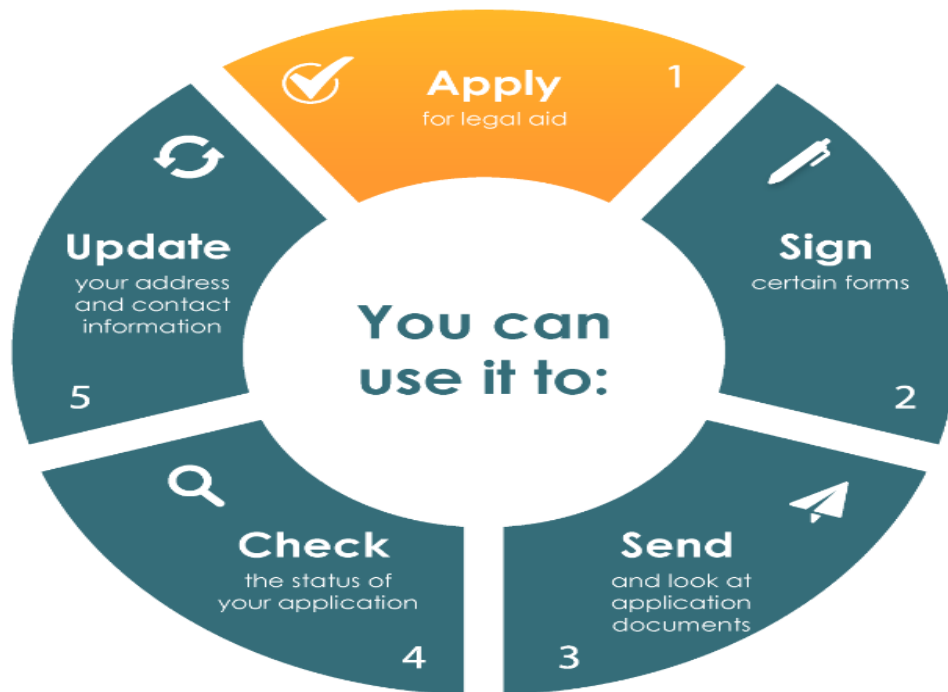 You can
use it to:
Apply
for legal aid
1
Sign
certain forms
2
Send
and look at
application
documents
3
Check
the status of
your application
4
Update
your address
and contact
information
5